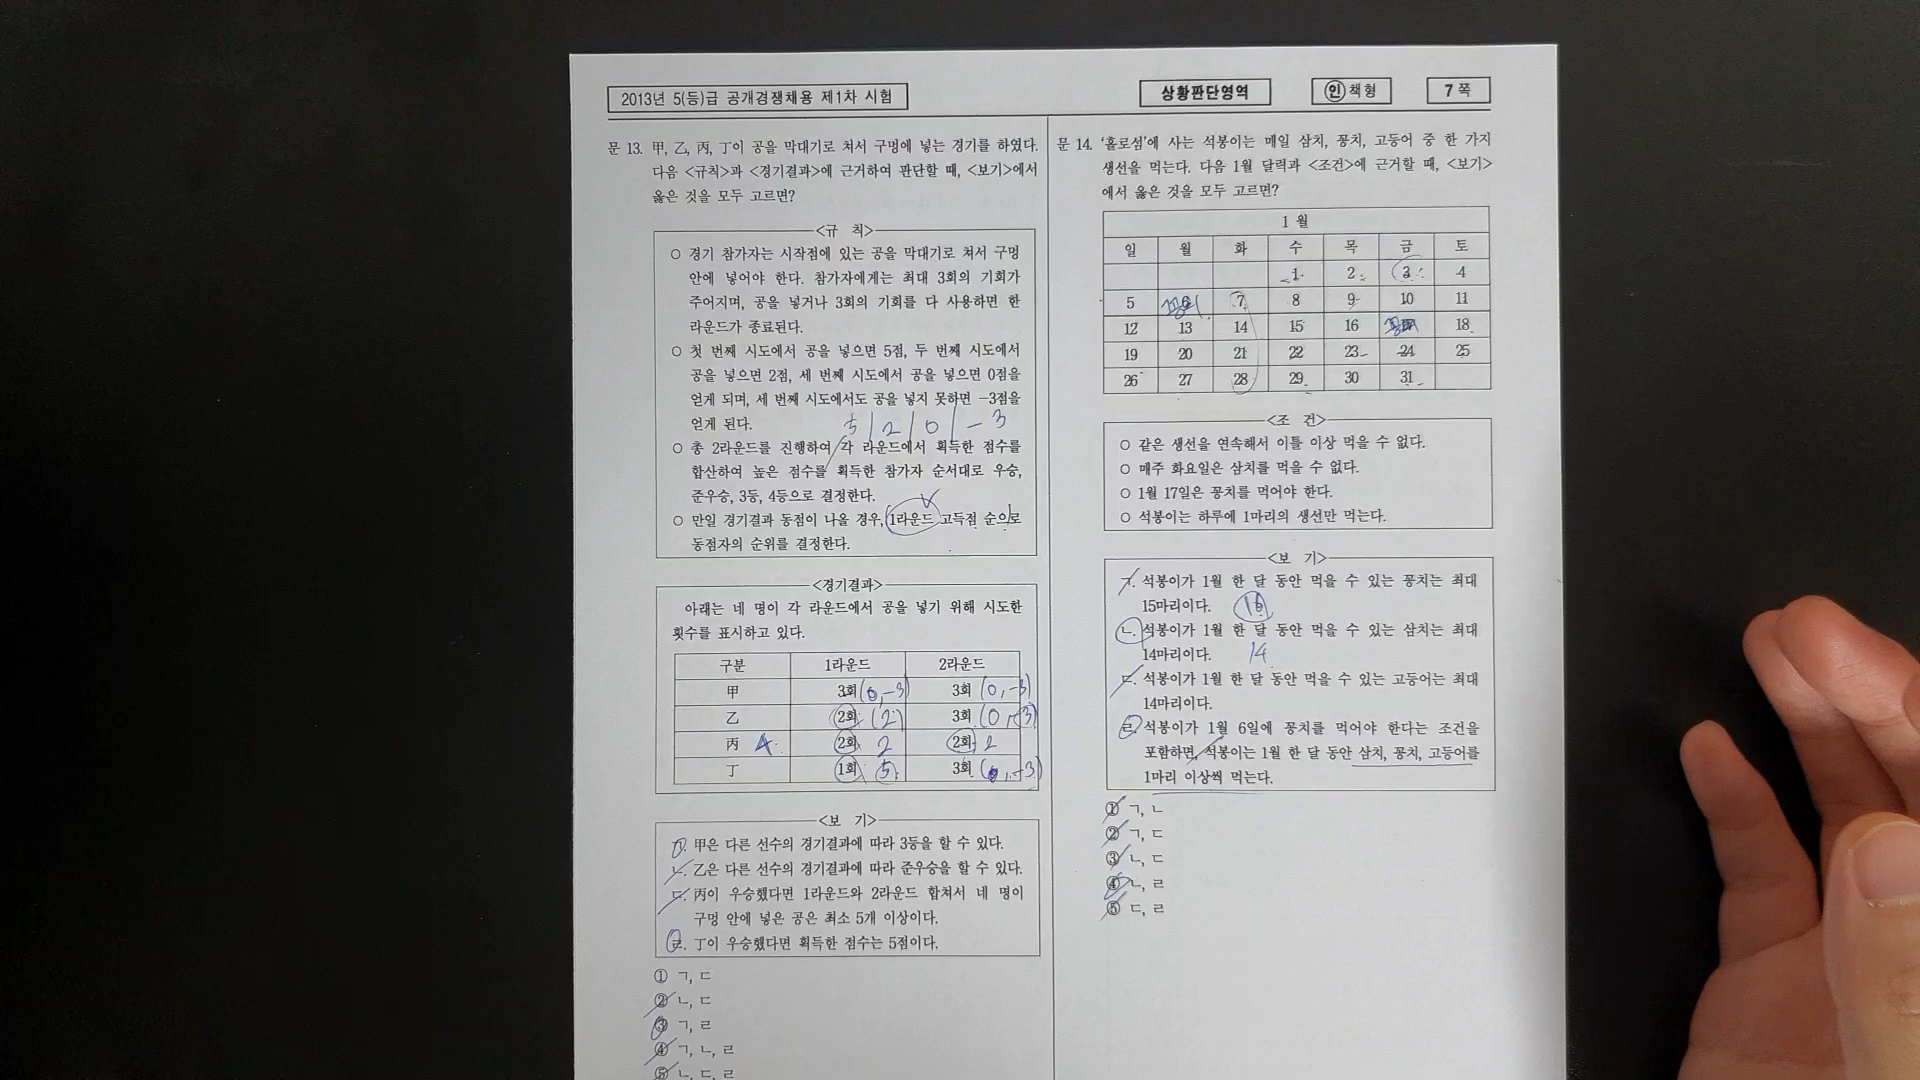 2013년 5(등)급 공개경쟁채용 제1차 시험
상황판단영역
인 책형
7 쪽
문 13. 甲, 乙, 丙, 丁이 공을 막대기로 쳐서 구멍에 넣는 경기를 하였다.
다음 <규칙>과 <경기결과>에 근거하여 판단할 때, <보기>에서
옳은 것을 모두 고르면?
<규 칙>
○ 경기 참가자는 시작점에 있는 공을 막대기로 쳐서 구멍
안에 넣어야 한다. 참가자에게는 최대 3회의 기회가
주어지며, 공을 넣거나 3회의 기회를 다 사용하면 한
라운드가 종료된다.
○ 첫 번째 시도에서 공을 넣으면 5점, 두 번째 시도에서
공을 넣으면 2점, 세 번째 시도에서 공을 넣으면 0점을
얻게 되며, 세 번째 시도에서도 공을 넣지 못하면 -3점을
얻게 된다.
5 | 2 | 0 | -3
○ 총 2라운드를 진행하여 각 라운드에서 획득한 점수를
합산하여 높은 점수를 획득한 참가자 순서대로 우승,
준우승, 3등, 4등으로 결정한다.
○ 만일 경기결과 동점이 나올 경우, 1라운드 고득점 순으로
동점자의 순위를 결정한다.
<경기결과>
아래는 네 명이 각 라운드에서 공을 넣기 위해 시도한
횟수를 표시하고 있다.
구분 1라운드 2라운드
甲 3회 (0, -3) 3회 (0, -3)
乙 2회 (2) 3회 (0, -3)
丙 4 2회 2 2회 2
丁 1회 5 3회 (0, -3)
<보 기>
ㄱ. 甲은 다른 선수의 경기결과에 따라 3등을 할 수 있다.
ㄴ. 乙은 다른 선수의 경기결과에 따라 준우승을 할 수 있다.
ㄷ. 丙이 우승했다면 1라운드와 2라운드 합쳐서 네 명이
구멍 안에 넣은 공은 최소 5개 이상이다.
ㄹ. 丁이 우승했다면 획득한 점수는 5점이다.
① ㄱ, ㄷ
② ㄴ, ㄷ
③ ㄱ, ㄹ
④ ㄱ, ㄴ, ㄹ
⑤ ㄴ, ㄷ, ㄹ
문 14. '홀로섬'에 사는 석봉이는 매일 삼치, 꽁치, 고등어 중 한 가지
생선을 먹는다. 다음 1월 달력과 <조건>에 근거할 때, <보기>
에서 옳은 것을 모두 고르면?
1 월
일 월 화 수 목 금 토
1 2 3 4
5 6 꽁치 7 8 9 10 11
12 13 14 15 16 꽁치 18
19 20 21 22 23 24 25
26 27 28 29 30 31
<조 건>
○ 같은 생선을 연속해서 이틀 이상 먹을 수 없다.
○ 매주 화요일은 삼치를 먹을 수 없다.
○ 1월 17일은 꽁치를 먹어야 한다.
○ 석봉이는 하루에 1마리의 생선만 먹는다.
<보 기>
ㄱ. 석봉이가 1월 한 달 동안 먹을 수 있는 꽁치는 최대
15마리이다. 16
ㄴ. 석봉이가 1월 한 달 동안 먹을 수 있는 삼치는 최대
14마리이다. 14
ㄷ. 석봉이가 1월 한 달 동안 먹을 수 있는 고등어는 최대
14마리이다.
ㄹ. 석봉이가 1월 6일에 꽁치를 먹어야 한다는 조건을
포함하면, 석봉이는 1월 한 달 동안 삼치, 꽁치, 고등어를
1마리 이상씩 먹는다.
① ㄱ, ㄴ
② ㄱ, ㄷ
③ ㄴ, ㄷ
④ ㄴ, ㄹ
⑤ ㄷ, ㄹ